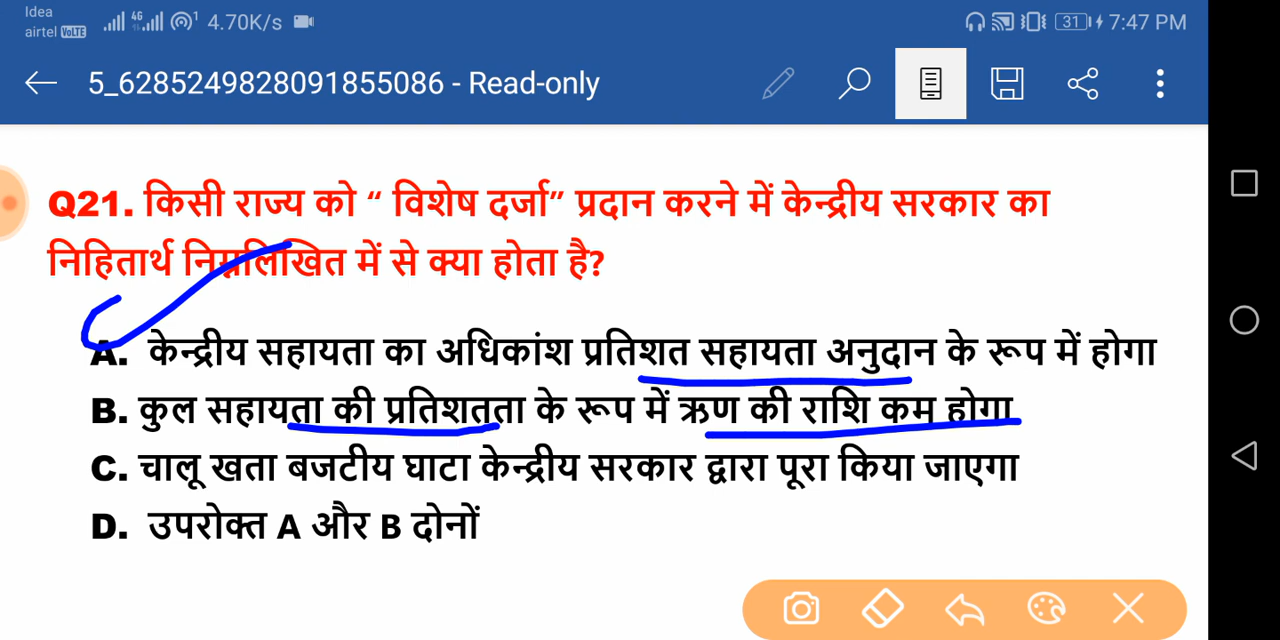 Idea
airtel VoLTE 4G 1 4.70K/s 31 7:47 PM
5_6285249828091855086 - Read-only
Q21. किसी राज्य को “ विशेष दर्जा” प्रदान करने में केन्द्रीय सरकार का
निहितार्थ निम्नलिखित में से क्या होता है?
A. केन्द्रीय सहायता का अधिकांश प्रतिशत सहायता अनुदान के रूप में होगा
B. कुल सहायता की प्रतिशतता के रूप में ऋण की राशि कम होगा
C. चालू खता बजटीय घाटा केन्द्रीय सरकार द्वारा पूरा किया जाएगा
D. उपरोक्त A और B दोनों